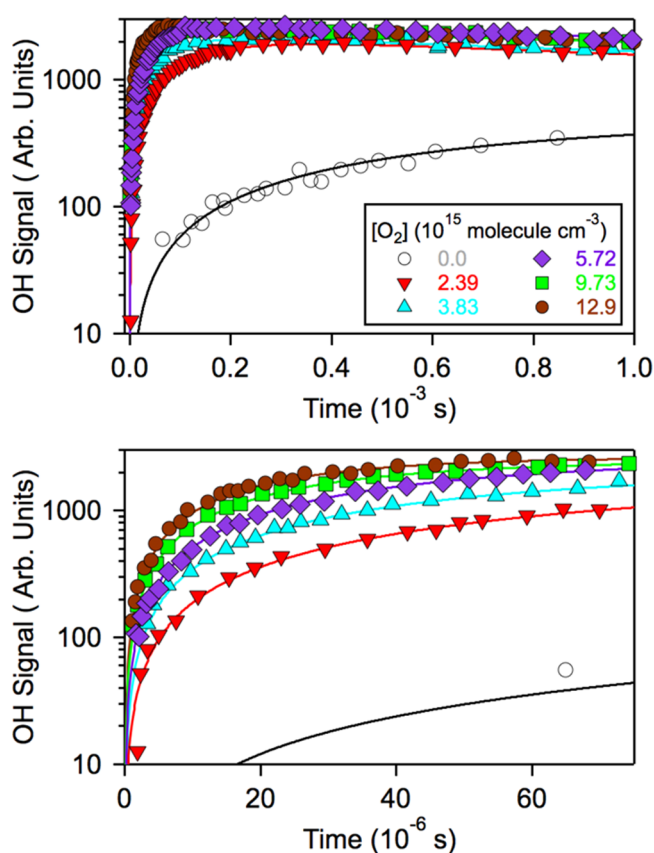 OH Signal ( Arb. Units)
1000
100
10
[O₂] (10¹⁵ molecule cm⁻³)
0.0 5.72
2.39 9.73
3.83 12.9
0.0 0.2 0.4 0.6 0.8 1.0
Time (10⁻³ s)
OH Signal ( Arb. Units)
1000
100
10
0 20 40 60
Time (10⁻⁶ s)